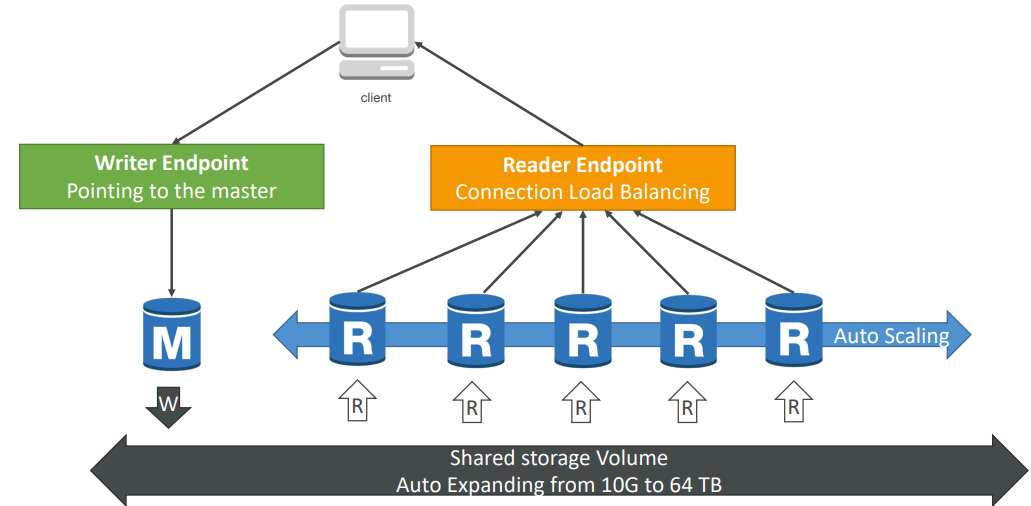 client
Writer Endpoint
Pointing to the master
Reader Endpoint
Connection Load Balancing
M
R
R
R
R
R
Auto Scaling
W
R
R
R
R
R
Shared storage Volume
Auto Expanding from 10G to 64 TB